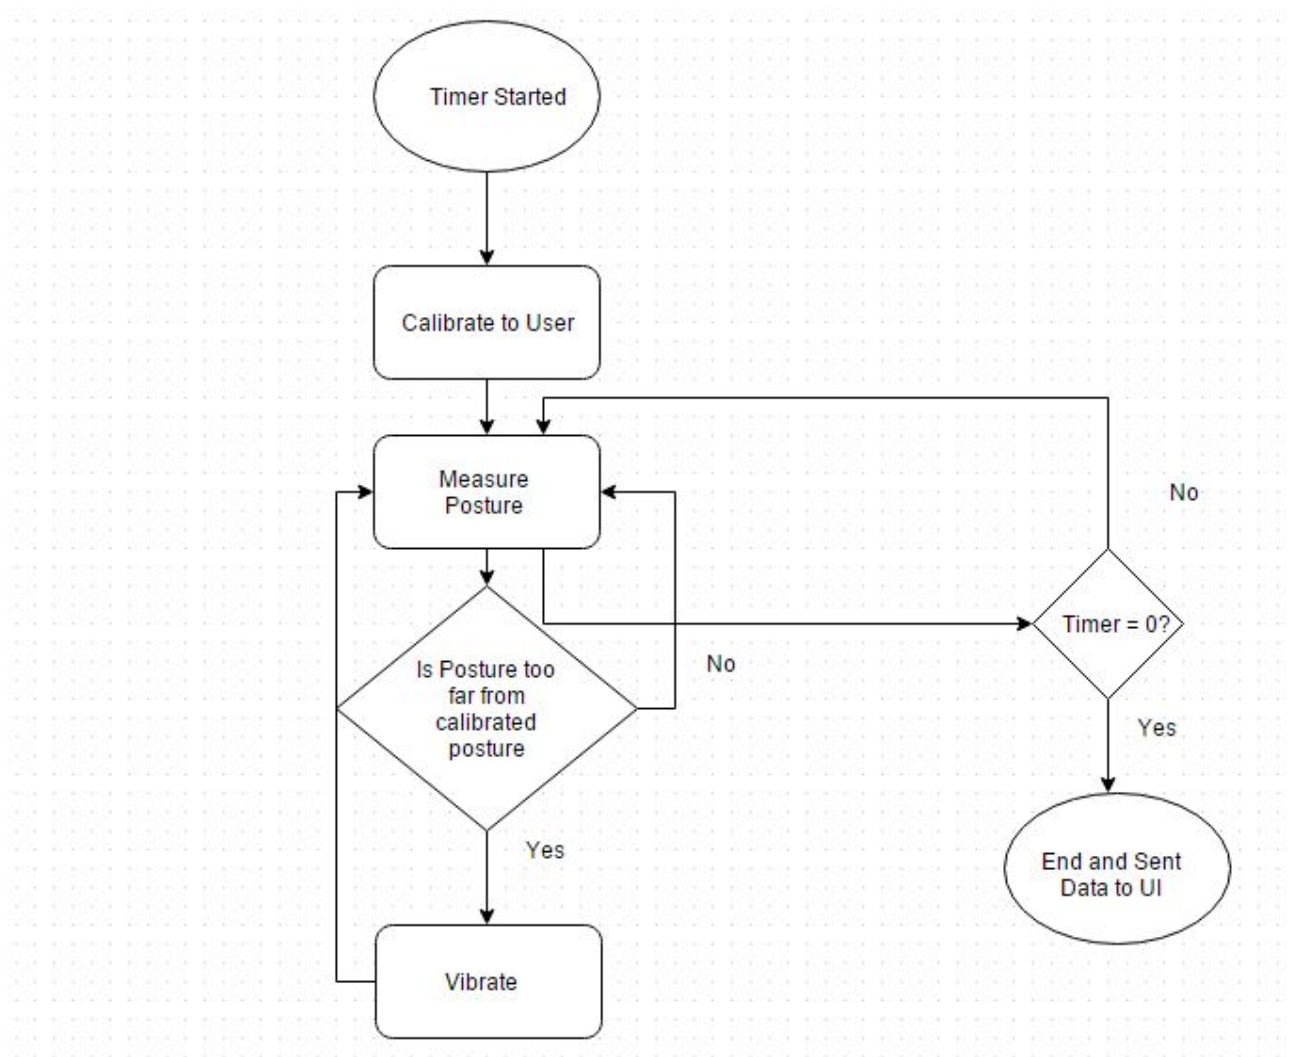 Timer Started
Calibrate to User
Measure
Posture
No
Timer = 0?
Is Posture too
far from
calibrated
posture
No
Yes
Yes
End and Sent
Data to UI
Vibrate